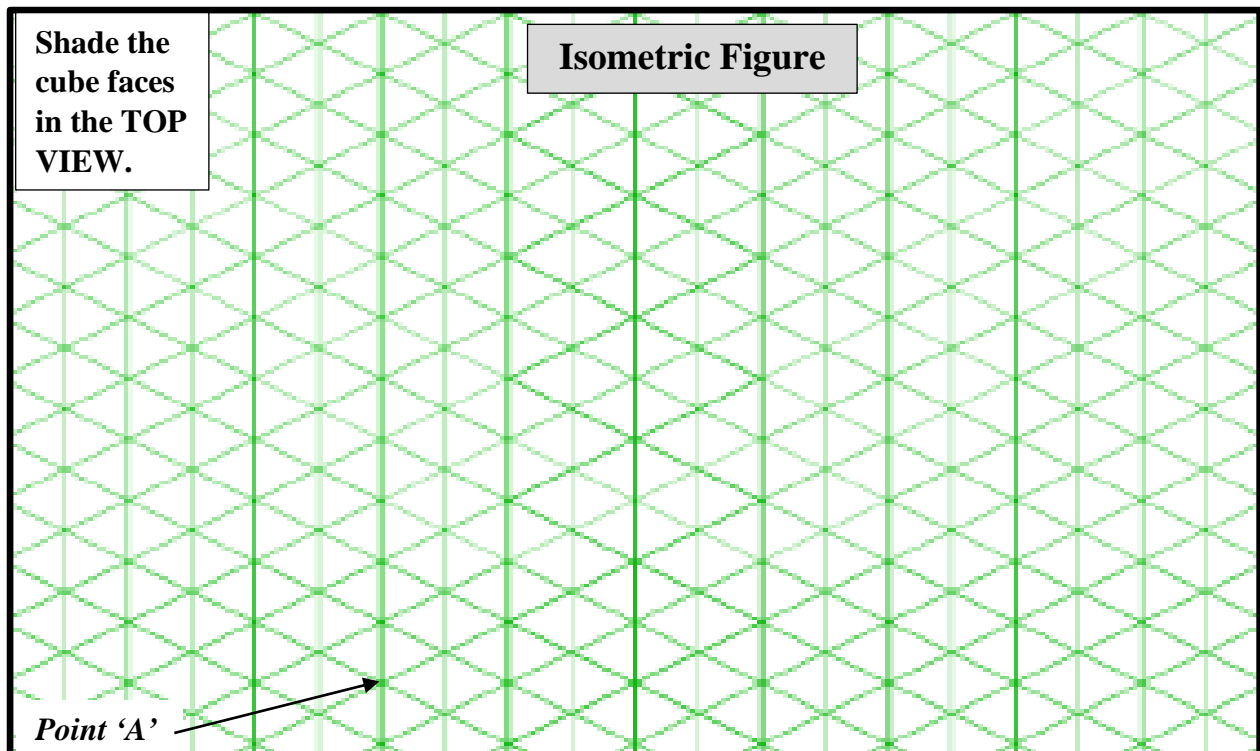 Shade the
cube faces
in the TOP
VIEW.
Isometric Figure
Point ‘A’